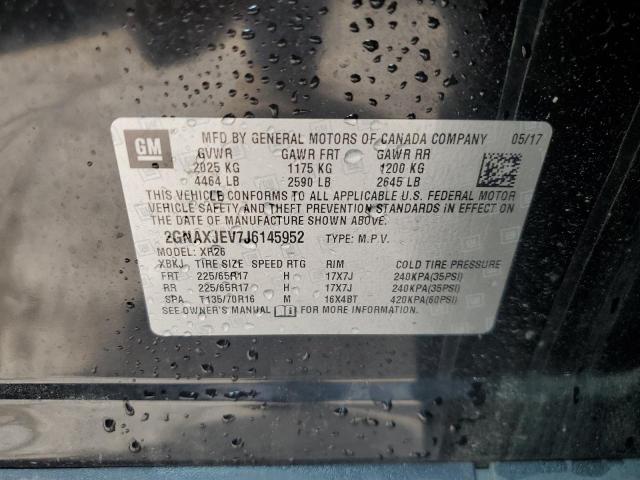 GM
MFD BY GENERAL MOTORS OF CANADA COMPANY 05/17
GVWR GAWR FRT GAWR RR
2025 KG 1175 KG 1200 KG
4464 LB 2590 LB 2645 LB
THIS VEHICLE CONFORMS TO ALL APPLICABLE U.S. FEDERAL MOTOR
VEHICLE SAFETY AND THEFT PREVENTION STANDARDS IN EFFECT ON
THE DATE OF MANUFACTURE SHOWN ABOVE.
2GNAXJEV7J6145952 TYPE: M.P.V.
MODEL: XR26
XBKJ TIRE SIZE SPEED RTG RIM COLD TIRE PRESSURE
FRT 225/65R17 H 17X7J 240KPA(35PSI)
RR 225/65R17 H 17X7J 240KPA(35PSI)
SPA T135/70R16 M 16X4BT 420KPA(60PSI)
SEE OWNER'S MANUAL FOR MORE INFORMATION.